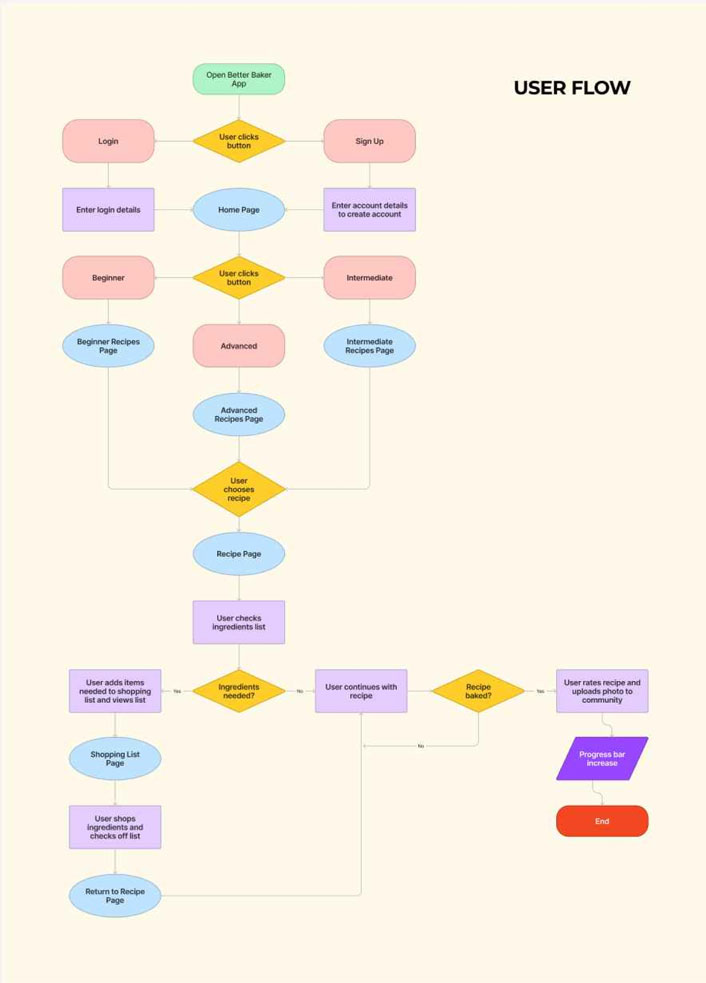 USER FLOW
Open Better Baker
App
Login
User clicks
button
Sign Up
Enter login details
Home Page
Enter account details
to create account
Beginner
User clicks
button
Intermediate
Beginner Recipes
Page
Advanced
Intermediate
Recipes Page
Advanced
Recipes Page
User
chooses
recipe
Recipe Page
User checks
ingredients list
User adds items
needed to shopping
list and views list
Yes
Ingredients
needed?
No
User continues with
recipe
Recipe
baked?
Yes
User rates recipe and
uploads photo to
community
No
Shopping List
Page
Progress bar
increase
User shops
ingredients and
checks off list
End
Return to Recipe
Page